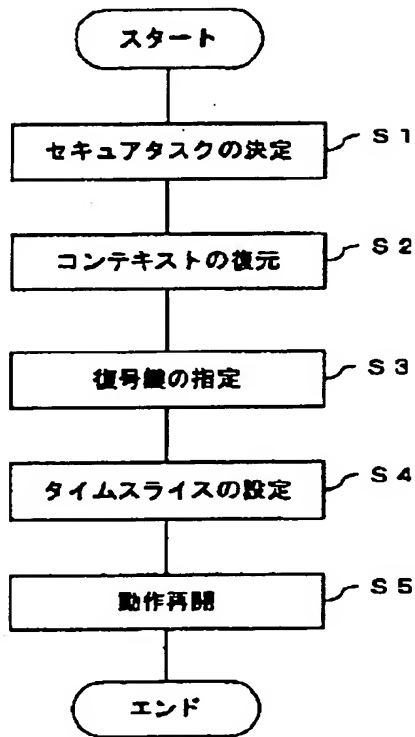 スタート
セキュアタスクの決定 S1
コンテキストの復元 S2
復号鍵の指定 S3
タイムスライスの設定 S4
動作再開 S5
エンド